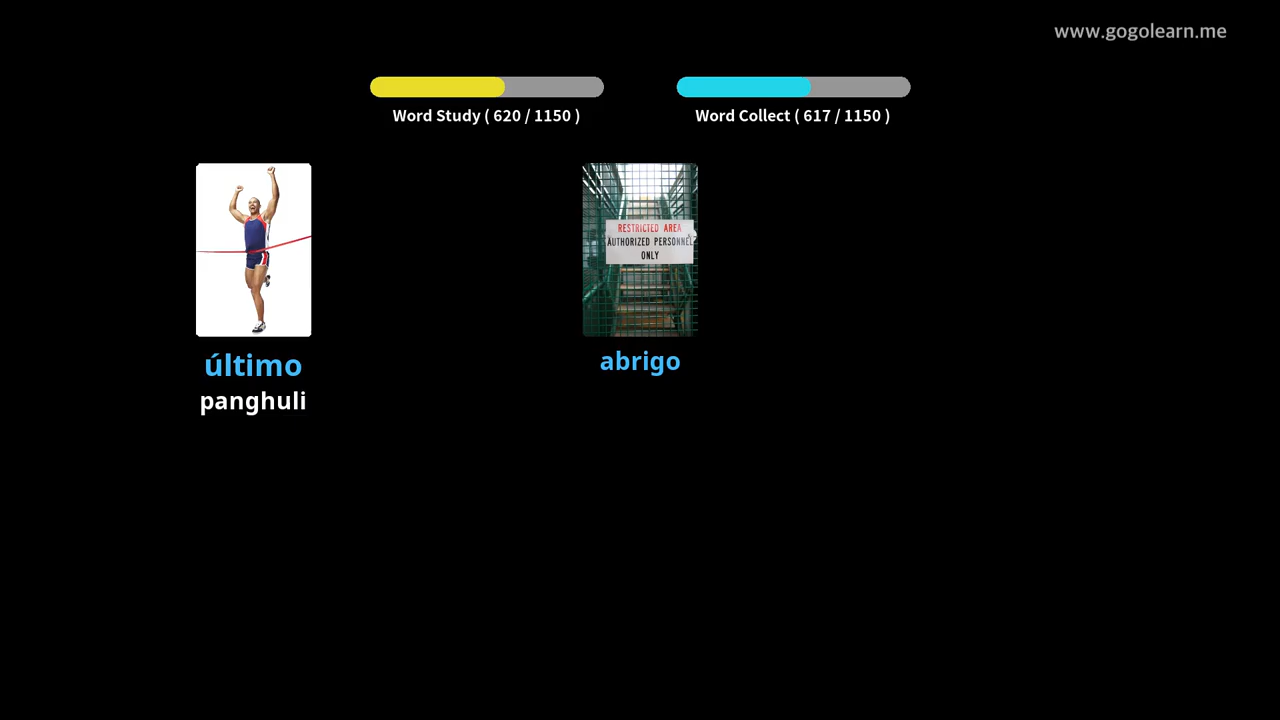 www.gogolearn.me
Word Study ( 620 / 1150 )
Word Collect ( 617 / 1150 )
RESTRICTED AREA
AUTHORIZED PERSONNEL
ONLY
último
panghuli
abrigo